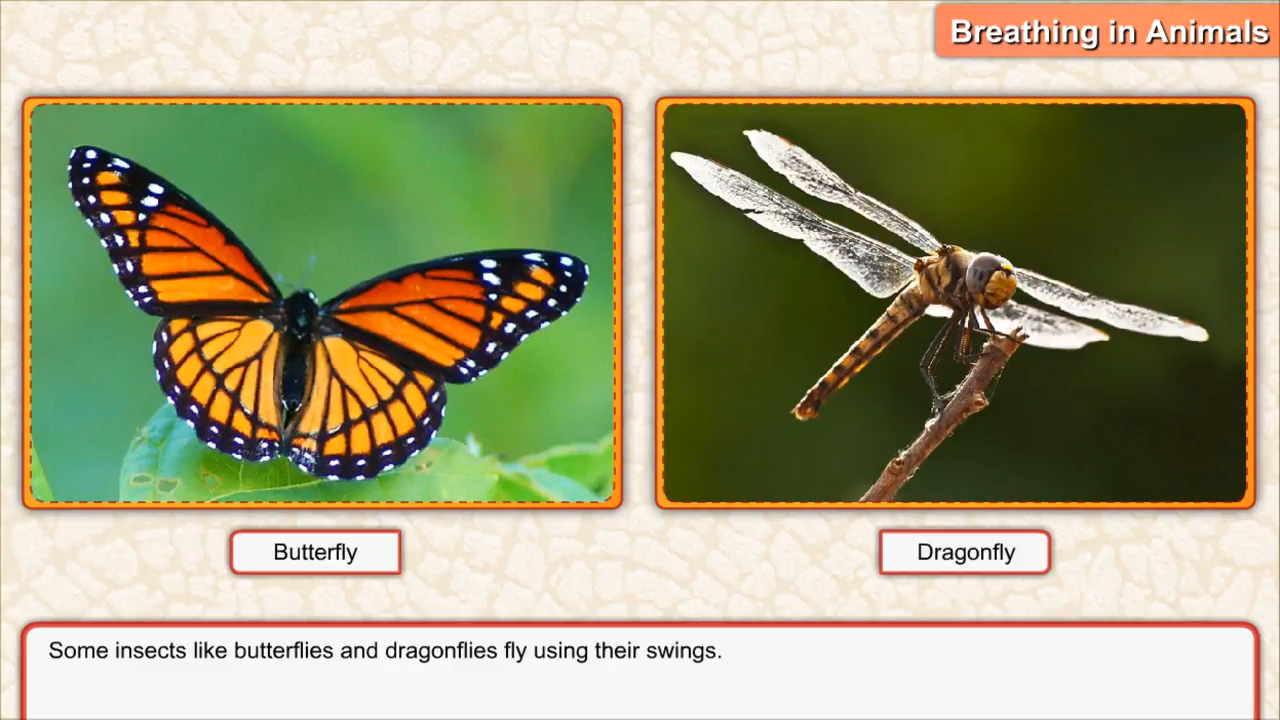 Breathing in Animals
Butterfly
Dragonfly
Some insects like butterflies and dragonflies fly using their swings.